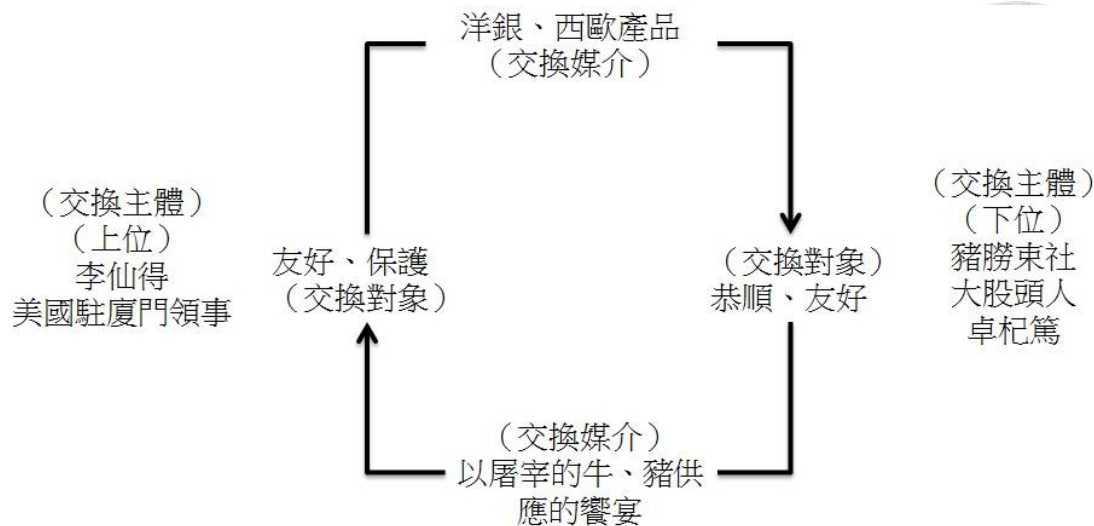 洋銀、西歐產品
（交換媒介）
（交換主體）
（上位）
李仙得
美國駐廈門領事
友好、保護
（交換對象）
（交換對象）
恭順、友好
（交換主體）
（下位）
豬朥束社
大股頭人
卓杞篤
（交換媒介）
以屠宰的牛、豬供
應的饗宴